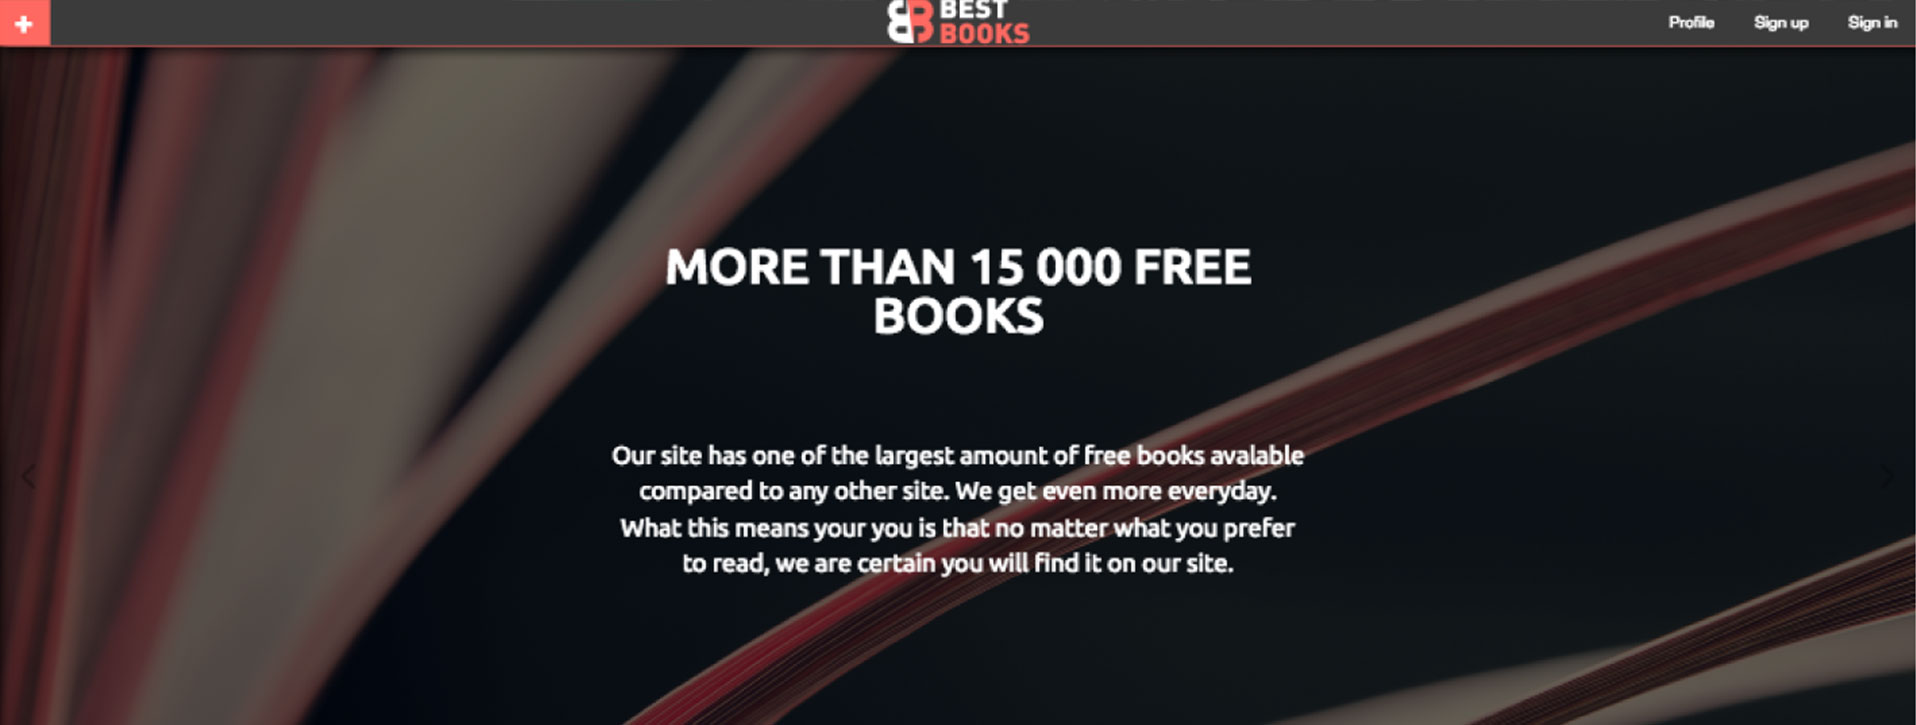 BEST
BOOKS
Profile Sign up Sign in
MORE THAN 15 000 FREE
BOOKS
Our site has one of the largest amount of free books avalable
compared to any other site. We get even more everyday.
What this means your you is that no matter what you prefer
to read, we are certain you will find it on our site.